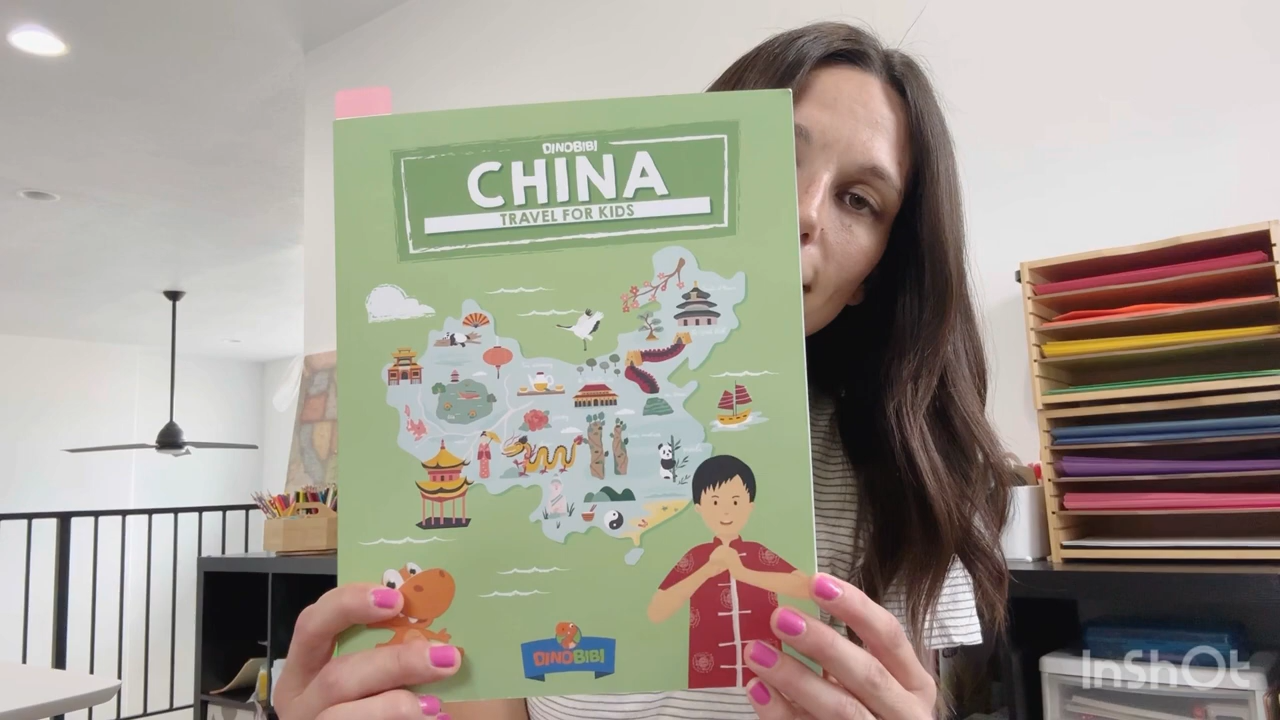 DINOBIBI
CHINA
TRAVEL FOR KIDS
DINOBIBI
InShOt